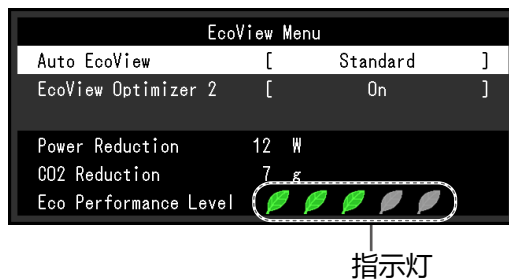 EcoView Menu
Auto EcoView [ Standard ]
EcoView Optimizer 2 [ On ]
Power Reduction 12 W
CO2 Reduction 7 g
Eco Performance Level
指示灯